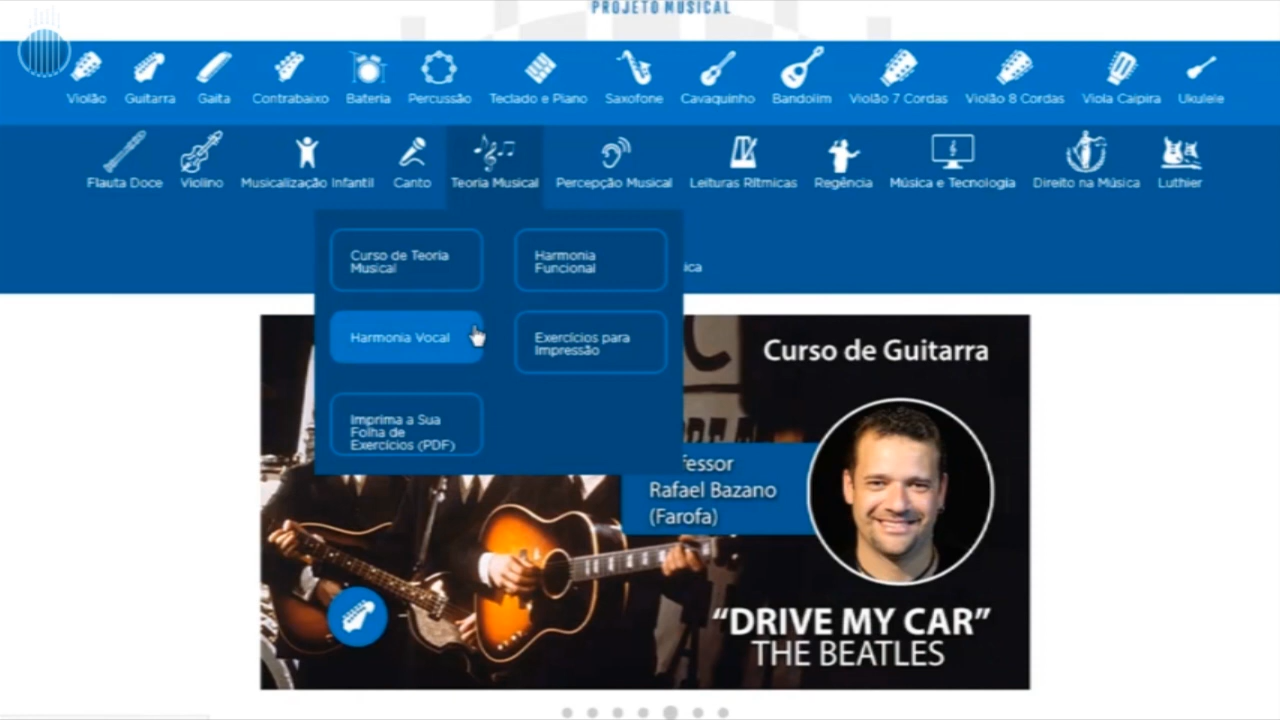 PROJETO MUSICAL
Violão Guitarra Gaita Contrabaixo Bateria Percussão Teclado e Piano Saxofone Cavaquinho Bandolim Violão 7 Cordas Violão 8 Cordas Viola Caipira Ukulele
Flauta Doce Violino Musicalização Infantil Canto Teoria Musical Percepção Musical Leituras Rítmicas Regência Música e Tecnologia Direito na Música Luthier
Curso de Teoria
Musical
Harmonia
Funcional
ica
Harmonia Vocal
Exercícios para
Impressão
Imprima a Sua
Folha de
Exercícios (PDF)
Curso de Guitarra
fessor
Rafael Bazano
(Farofa)
“DRIVE MY CAR”
THE BEATLES